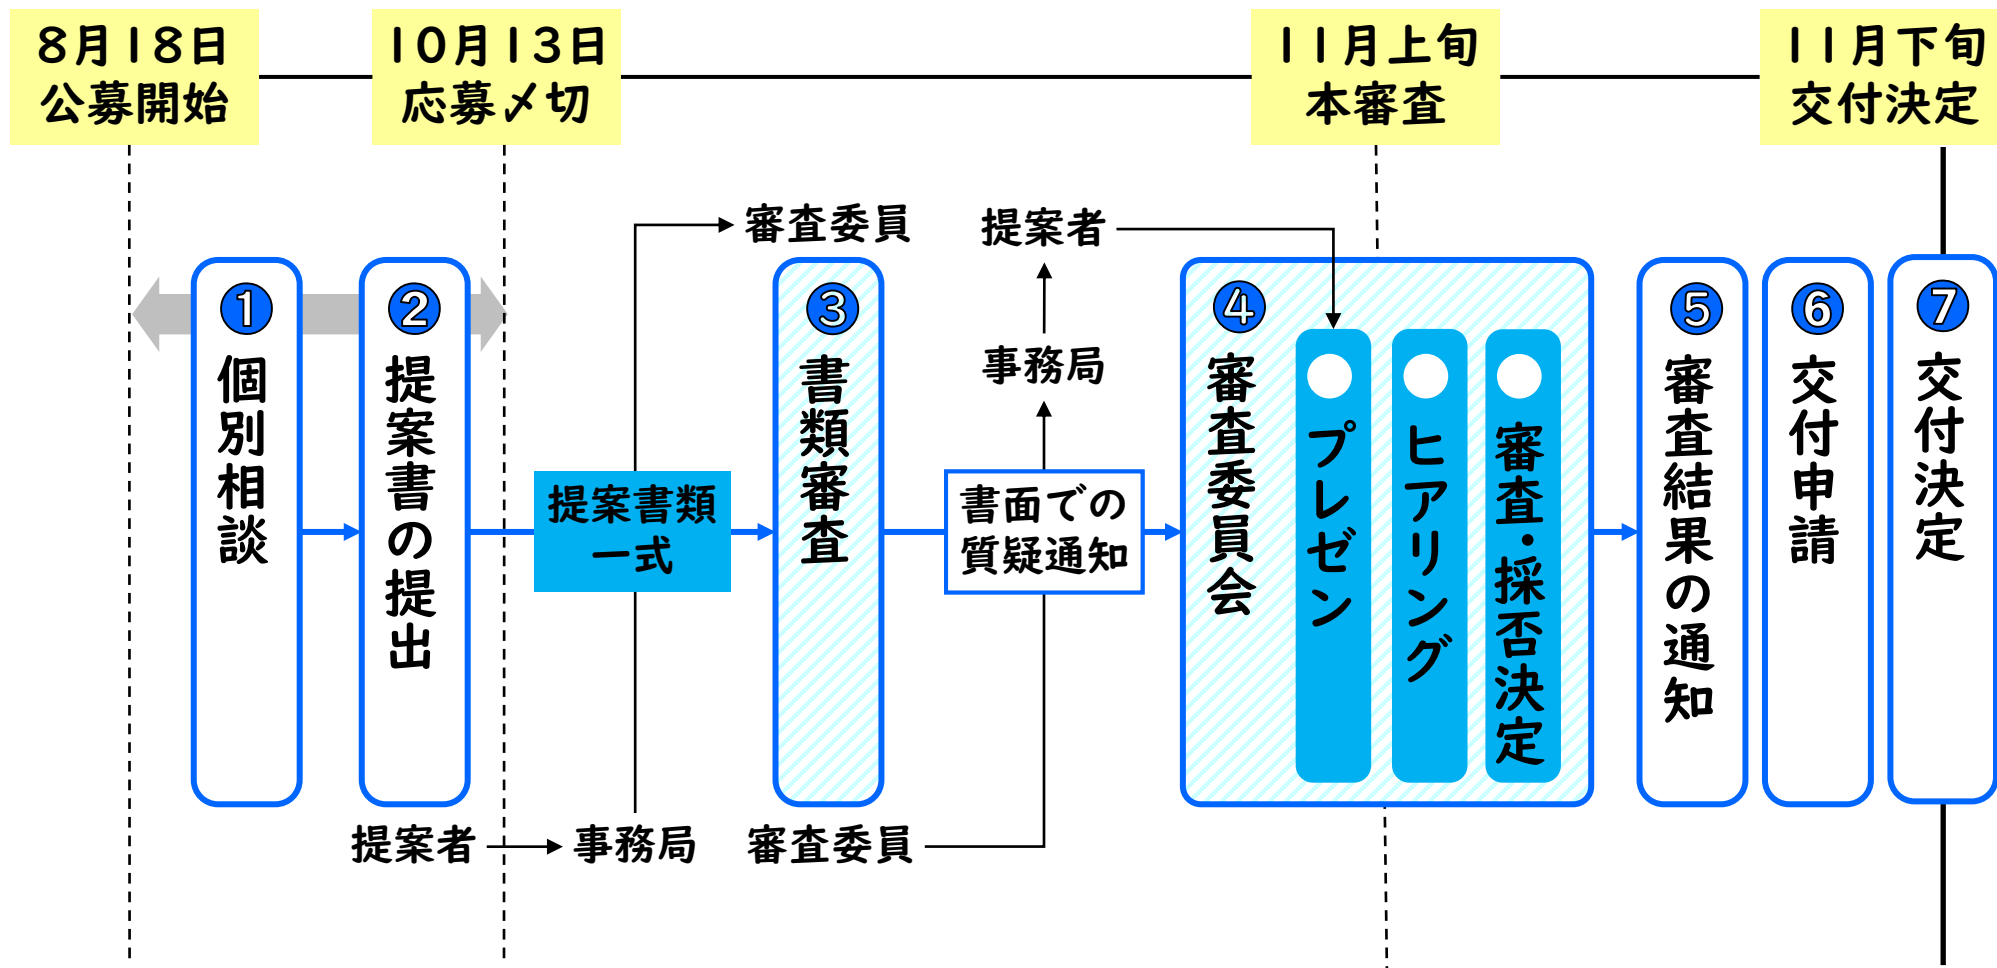 8月18日
公募開始
10月13日
応募〆切
11月上旬
本審査
11月下旬
交付決定
審査委員
提案者
事務局
①
個別相談
②
提案書の提出
提案書類
一式
③
書類審査
書面での
質疑通知
④
審査委員会
プレゼン
ヒアリング
審査・採否決定
⑤
審査結果の通知
⑥
交付申請
⑦
交付決定
提案者
事務局
審査委員